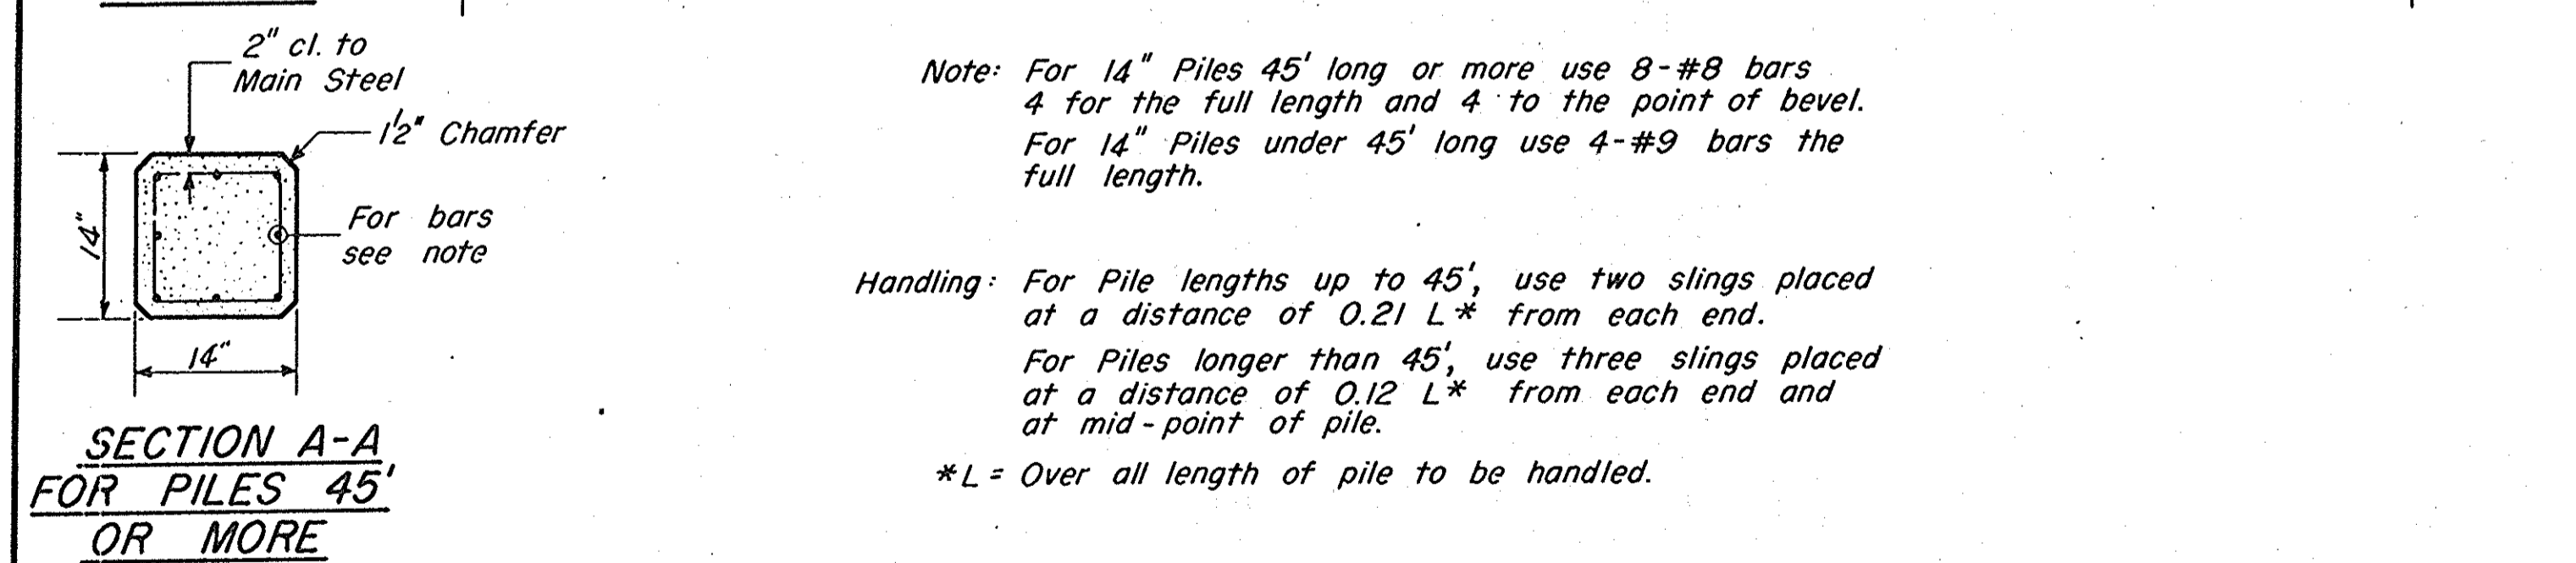 2" cl. to
Main Steel
1 1/2" Chamfer
14"
For bars
see note
14"
SECTION A-A
FOR PILES 45'
OR MORE
Note: For 14" Piles 45' long or more use 8-#8 bars
4 for the full length and 4 to the point of bevel.
For 14" Piles under 45' long use 4-#9 bars the
full length.
Handling: For Pile lengths up to 45', use two slings placed
at a distance of 0.21 L* from each end.
For Piles longer than 45', use three slings placed
at a distance of 0.12 L* from each end and
at mid-point of pile.
*L = Over all length of pile to be handled.